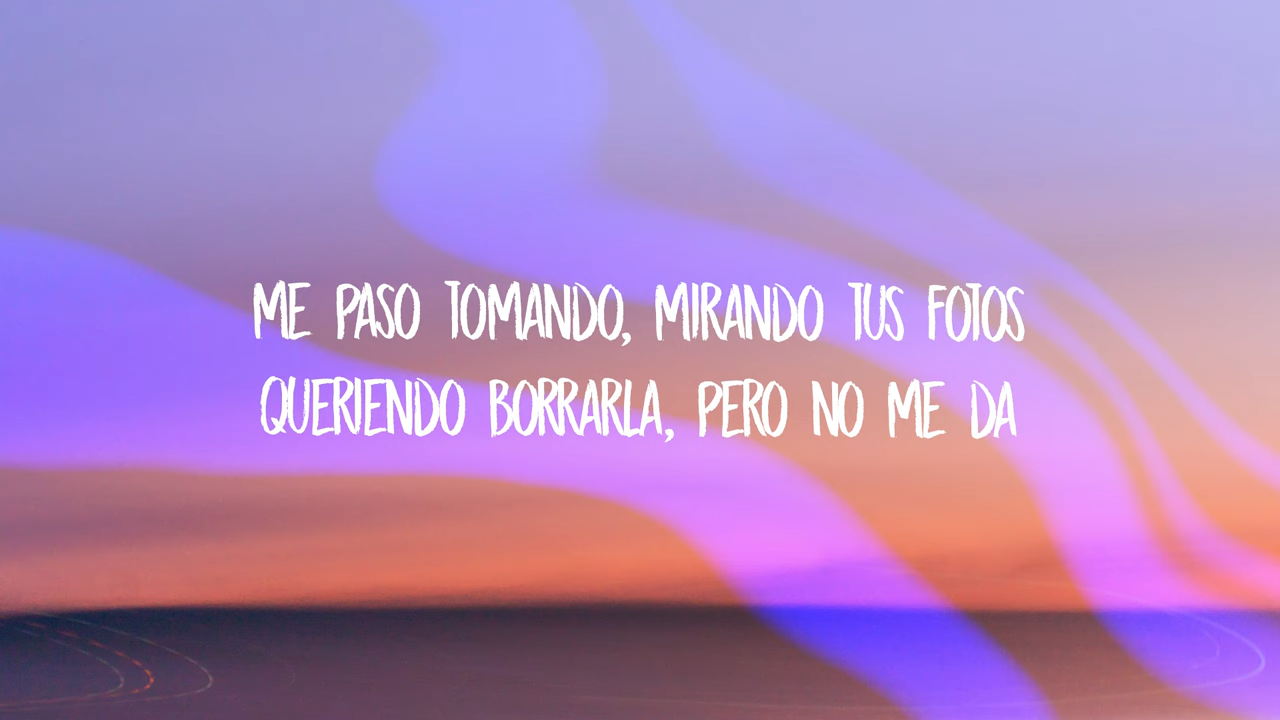 ME PASO TOMANDO, MIRANDO TUS FOTOS
QUERIENDO BORRARLA, PERO NO ME DA